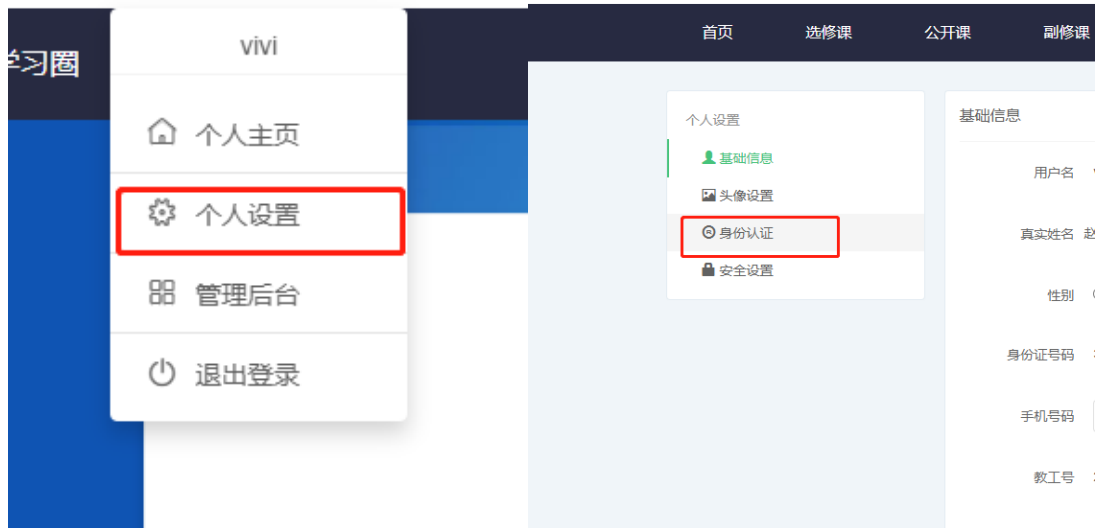 学习圈
vivi
个人主页
个人设置
管理后台
退出登录
首页 选修课 公开课 副修课
个人设置
基础信息
头像设置
身份认证
安全设置
基础信息
用户名
真实姓名 赵
性别
身份证号码
手机号码
教工号